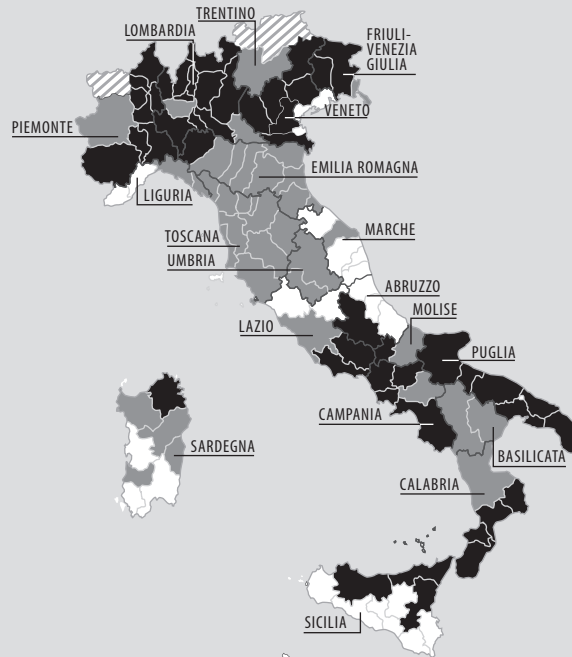 TRENTINO
LOMBARDIA
FRIULI-
VENEZIA
GIULIA
VENETO
PIEMONTE
EMILIA ROMAGNA
LIGURIA
TOSCANA
MARCHE
UMBRIA
ABRUZZO
MOLISE
LAZIO
PUGLIA
CAMPANIA
SARDEGNA
BASILICATA
CALABRIA
SICILIA